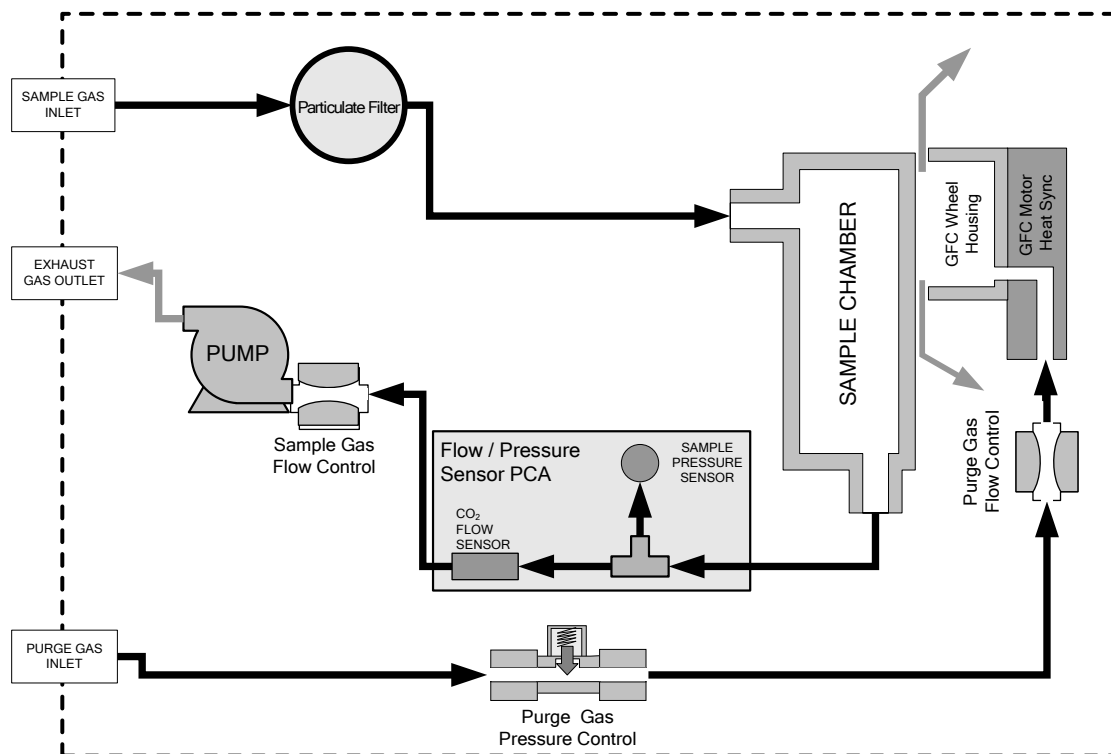 SAMPLE GAS
INLET
Particulate Filter
EXHAUST
GAS OUTLET
PUMP
Sample Gas
Flow Control
Flow / Pressure
Sensor PCA
SAMPLE
PRESSURE
SENSOR
CO₂
FLOW
SENSOR
SAMPLE CHAMBER
GFC Wheel
Housing
GFC Motor
Heat Sync
Purge Gas
Flow Control
PURGE GAS
INLET
Purge Gas
Pressure Control